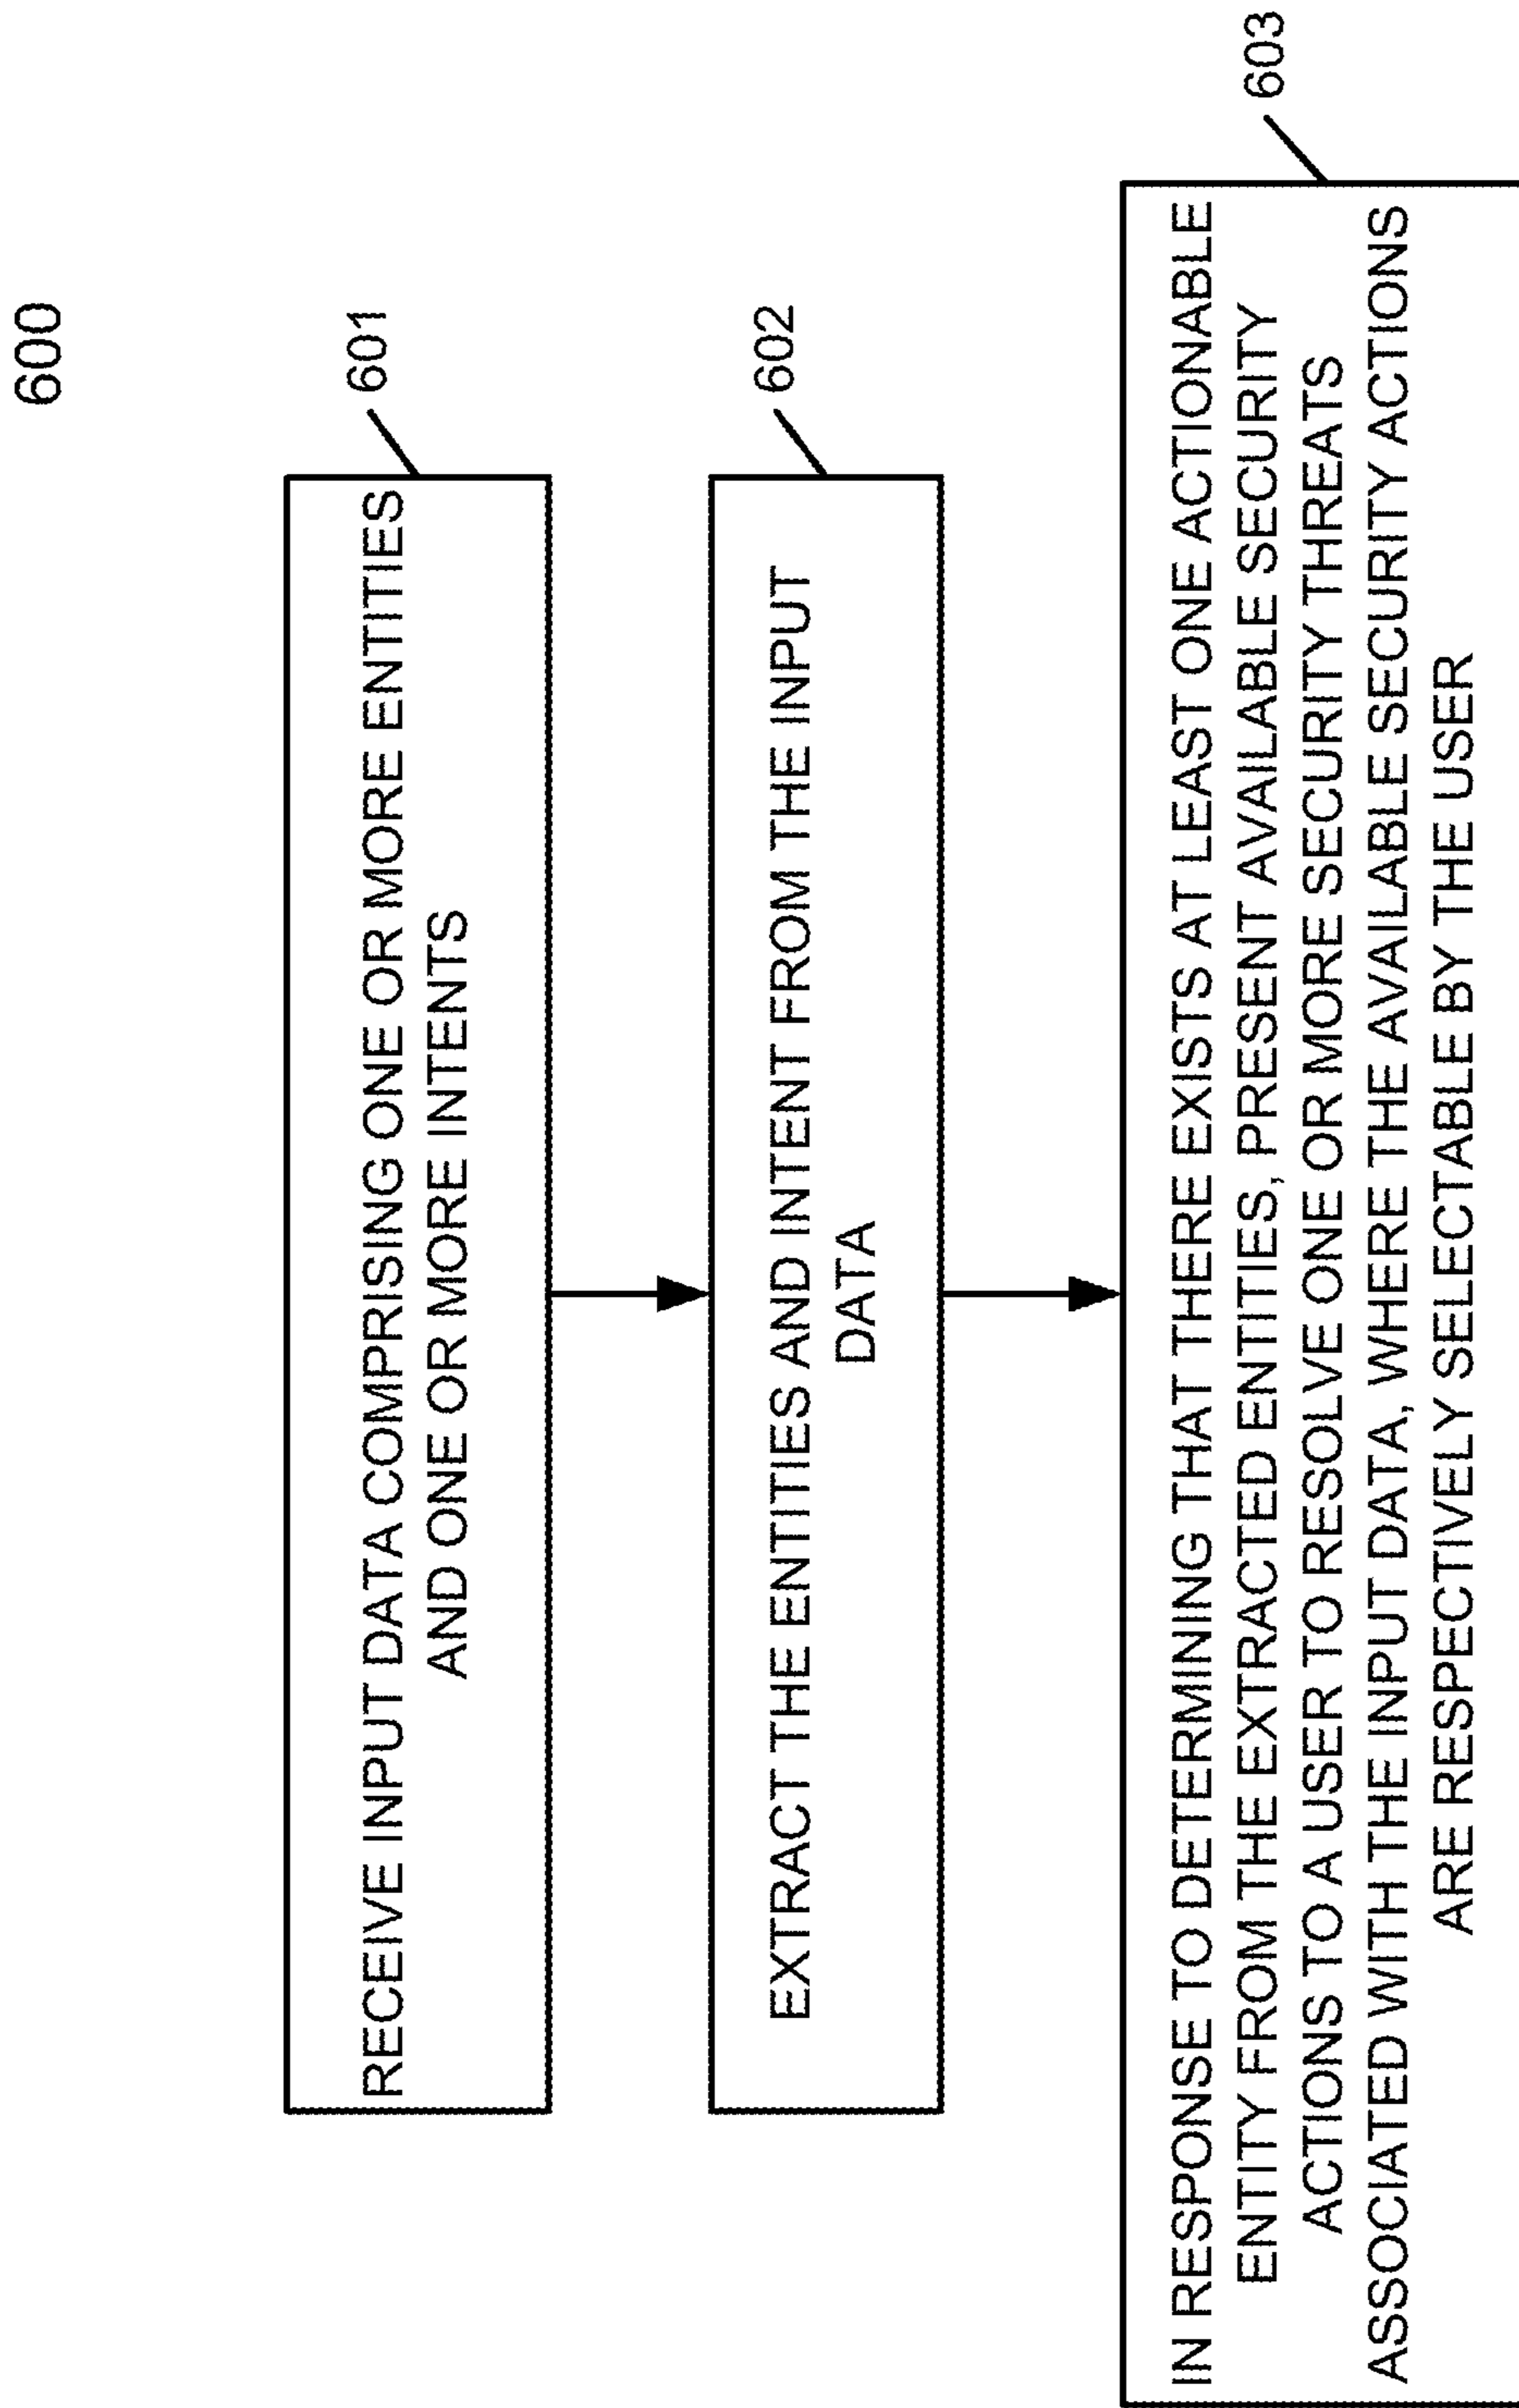 600
RECEIVE INPUT DATA COMPRISING ONE OR MORE ENTITIES
AND ONE OR MORE INTENTS
601
EXTRACT THE ENTITIES AND INTENT FROM THE INPUT
DATA
602
IN RESPONSE TO DETERMINING THAT THERE EXISTS AT LEAST ONE ACTIONABLE
ENTITY FROM THE EXTRACTED ENTITIES, PRESENT AVAILABLE SECURITY
ACTIONS TO A USER TO RESOLVE ONE OR MORE SECURITY THREATS
ASSOCIATED WITH THE INPUT DATA, WHERE THE AVAILABLE SECURITY ACTIONS
ARE RESPECTIVELY SELECTABLE BY THE USER
603